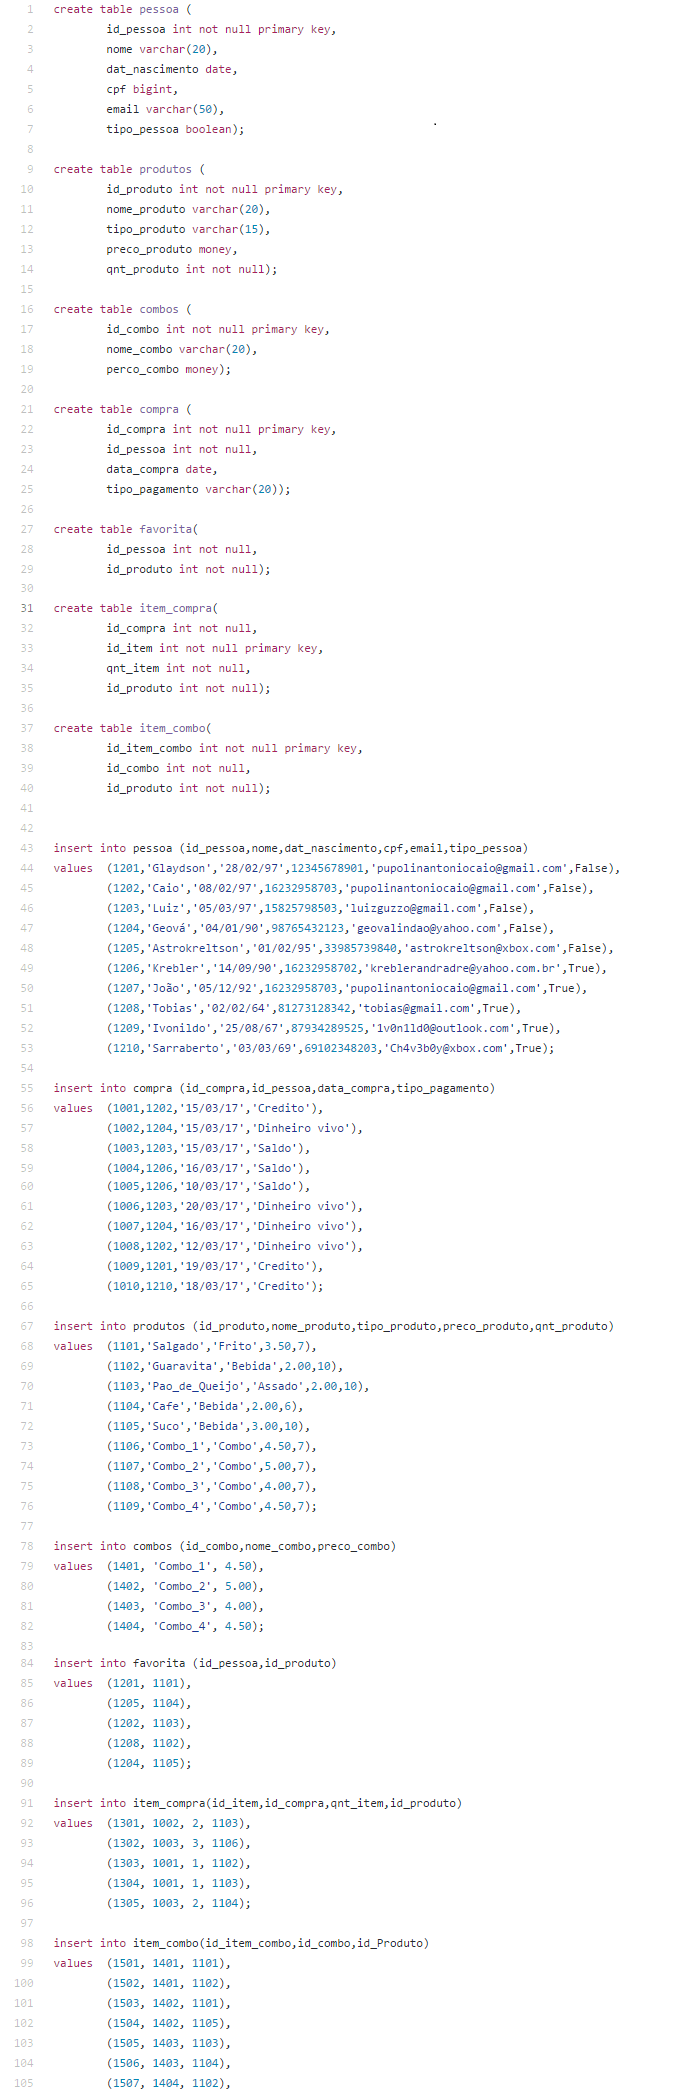 1 create table pessoa (
2 id_pessoa int not null primary key,
3 nome varchar(20),
4 dat_nascimento date,
5 cpf bigint,
6 email varchar(50),
7 tipo_pessoa boolean);
8
9 create table produtos (
10 id_produto int not null primary key,
11 nome_produto varchar(20),
12 tipo_produto varchar(15),
13 preco_produto money,
14 qnt_produto int not null);
15
16 create table combos (
17 id_combo int not null primary key,
18 nome_combo varchar(20),
19 perco_combo money);
20
21 create table compra (
22 id_compra int not null primary key,
23 id_pessoa int not null,
24 data_compra date,
25 tipo_pagamento varchar(20));
26
27 create table favorita(
28 id_pessoa int not null,
29 id_produto int not null);
30
31 create table item_compra(
32 id_compra int not null,
33 id_item int not null primary key,
34 qnt_item int not null,
35 id_produto int not null);
36
37 create table item_combo(
38 id_item_combo int not null primary key,
39 id_combo int not null,
40 id_produto int not null);
41
42
43 insert into pessoa (id_pessoa,nome,dat_nascimento,cpf,email,tipo_pessoa)
44 values (1201,'Glaydson','28/02/97',12345678901,'pupolinantoniocaio@gmail.com',False),
45 (1202,'Caio','08/02/97',16232958703,'pupolinantoniocaio@gmail.com',False),
46 (1203,'Luiz','05/03/97',15825798503,'luizguzzo@gmail.com',False),
47 (1204,'Geová','04/01/90',98765432123,'geovalindao@yahoo.com',False),
48 (1205,'Astrokreltson','01/02/95',33985739840,'astrokreltson@xbox.com',False),
49 (1206,'Krebler','14/09/90',16232958702,'kreblerandradre@yahoo.com.br',True),
50 (1207,'João','05/12/92',16232958703,'pupolinantoniocaio@gmail.com',True),
51 (1208,'Tobias','02/02/64',81273128342,'tobias@gmail.com',True),
52 (1209,'Ivonildo','25/08/67',87934289525,'1v0n1ld0@outlook.com',True),
53 (1210,'Sarraberto','03/03/69',69102348203,'Ch4v3b0y@xbox.com',True);
54
55 insert into compra (id_compra,id_pessoa,data_compra,tipo_pagamento)
56 values (1001,1202,'15/03/17','Credito'),
57 (1002,1204,'15/03/17','Dinheiro vivo'),
58 (1003,1203,'15/03/17','Saldo'),
59 (1004,1206,'16/03/17','Saldo'),
60 (1005,1206,'10/03/17','Saldo'),
61 (1006,1203,'20/03/17','Dinheiro vivo'),
62 (1007,1204,'16/03/17','Dinheiro vivo'),
63 (1008,1202,'12/03/17','Dinheiro vivo'),
64 (1009,1201,'19/03/17','Credito'),
65 (1010,1210,'18/03/17','Credito');
66
67 insert into produtos (id_produto,nome_produto,tipo_produto,preco_produto,qnt_produto)
68 values (1101,'Salgado','Frito',3.50,7),
69 (1102,'Guaravita','Bebida',2.00,10),
70 (1103,'Pao_de_Queijo','Assado',2.00,10),
71 (1104,'Cafe','Bebida',2.00,6),
72 (1105,'Suco','Bebida',3.00,10),
73 (1106,'Combo_1','Combo',4.50,7),
74 (1107,'Combo_2','Combo',5.00,7),
75 (1108,'Combo_3','Combo',4.00,7),
76 (1109,'Combo_4','Combo',4.50,7);
77
78 insert into combos (id_combo,nome_combo,preco_combo)
79 values (1401, 'Combo_1', 4.50),
80 (1402, 'Combo_2', 5.00),
81 (1403, 'Combo_3', 4.00),
82 (1404, 'Combo_4', 4.50);
83
84 insert into favorita (id_pessoa,id_produto)
85 values (1201, 1101),
86 (1205, 1104),
87 (1202, 1103),
88 (1208, 1102),
89 (1204, 1105);
90
91 insert into item_compra(id_item,id_compra,qnt_item,id_produto)
92 values (1301, 1002, 2, 1103),
93 (1302, 1003, 3, 1106),
94 (1303, 1001, 1, 1102),
95 (1304, 1001, 1, 1103),
96 (1305, 1003, 2, 1104);
97
98 insert into item_combo(id_item_combo,id_combo,id_Produto)
99 values (1501, 1401, 1101),
100 (1502, 1401, 1102),
101 (1503, 1402, 1101),
102 (1504, 1402, 1105),
103 (1505, 1403, 1103),
104 (1506, 1403, 1104),
105 (1507, 1404, 1102),